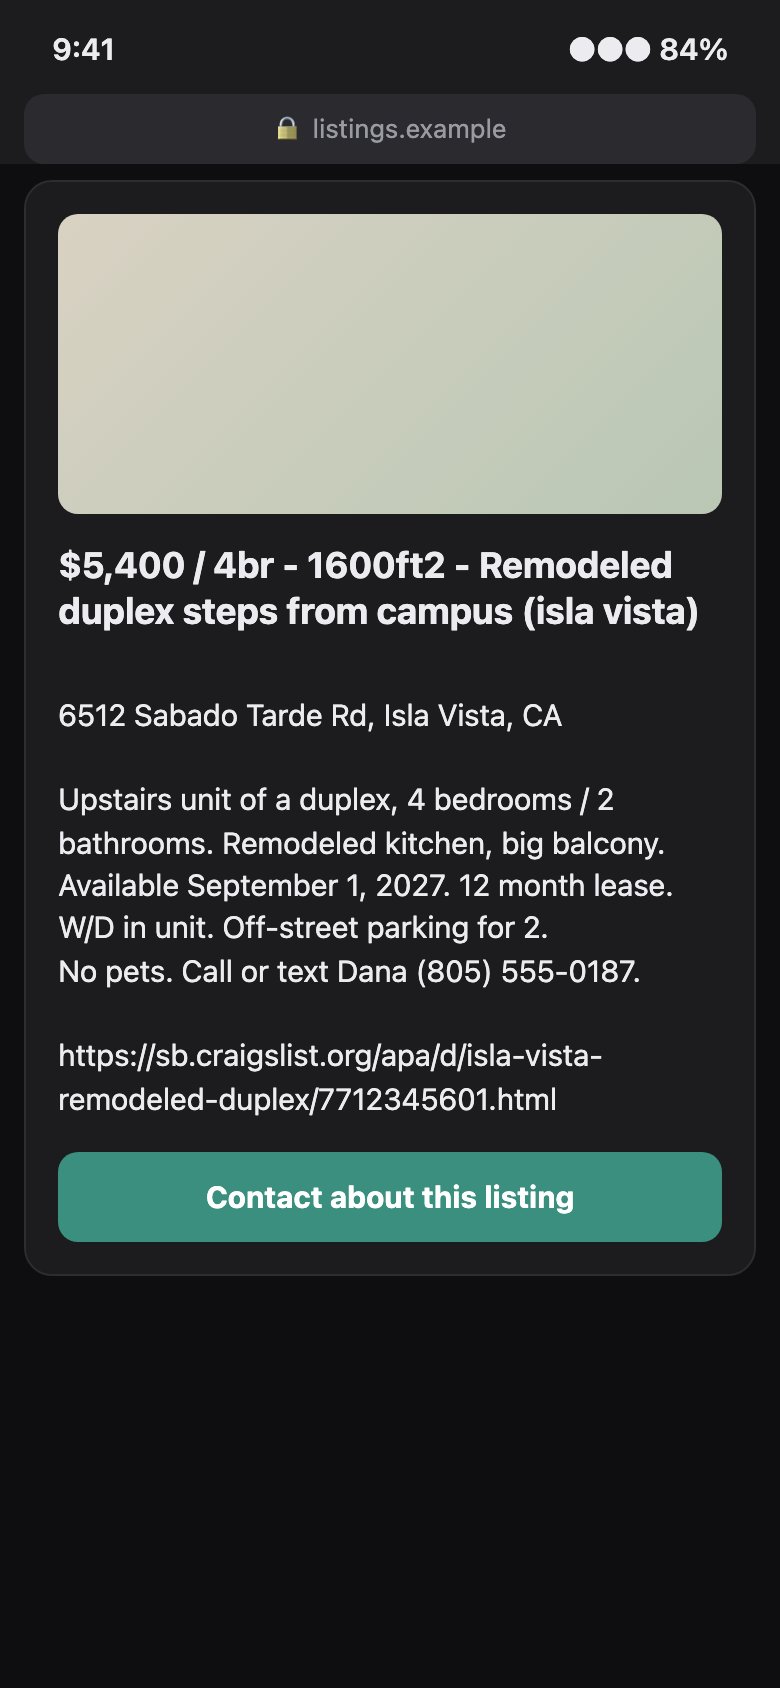 9:41
84%
listings.example
$5,400 / 4br - 1600ft2 - Remodeled
duplex steps from campus (isla vista)
6512 Sabado Tarde Rd, Isla Vista, CA
Upstairs unit of a duplex, 4 bedrooms / 2
bathrooms. Remodeled kitchen, big balcony.
Available September 1, 2027. 12 month lease.
W/D in unit. Off-street parking for 2.
No pets. Call or text Dana (805) 555-0187.
https://sb.craigslist.org/apa/d/isla-vista-
remodeled-duplex/7712345601.html
Contact about this listing